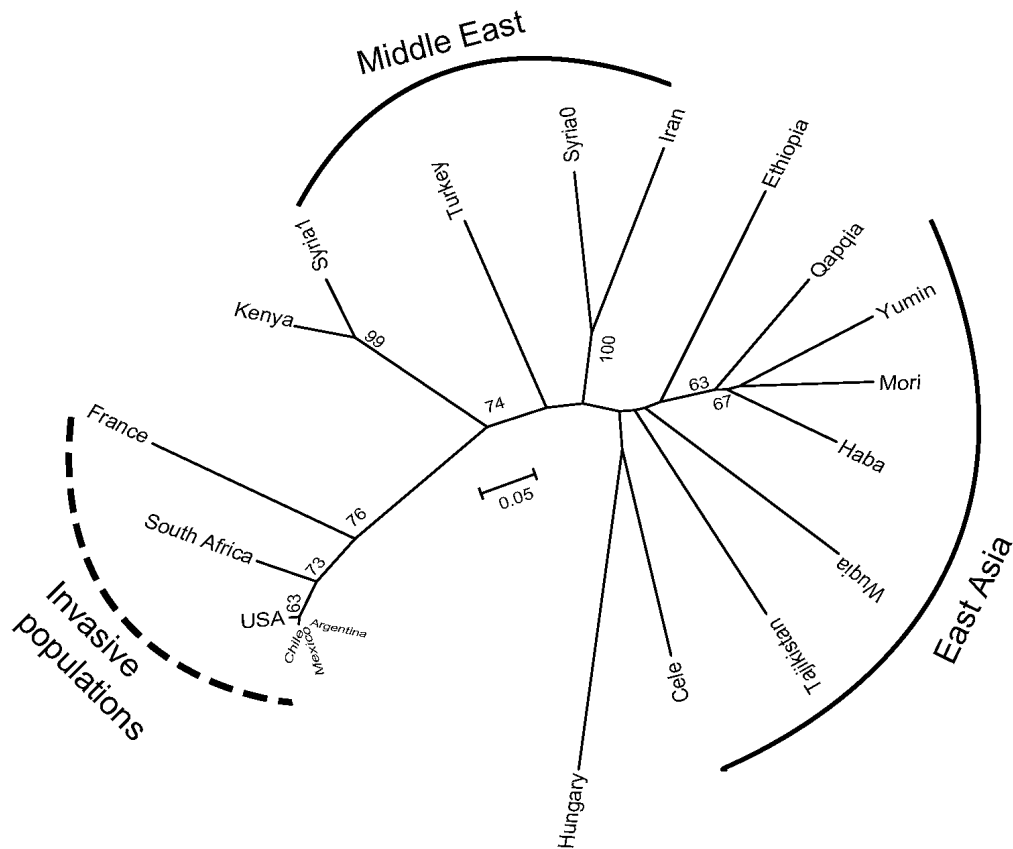 Middle East
Syria0
Iran
Ethiopia
Turkey
Qapqia
Syria1
Yumin
Kenya
99
100
63
Mori
67
74
France
Haba
0.05
76
South Africa
73
Wuqia
63
USA
Argentina
Chile
Mexico
Tajikistan
Cele
East Asia
Invasive
populations
Hungary